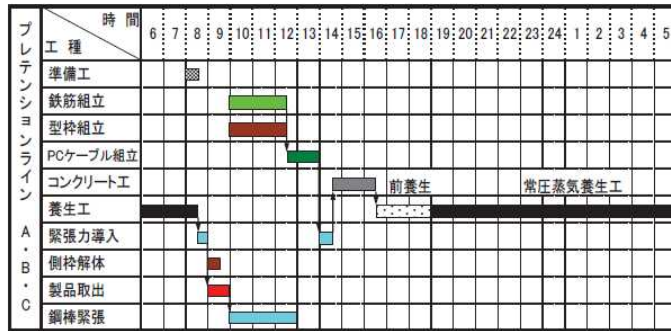 時間
工種
6 7 8 9 10 11 12 13 14 15 16 17 18 19 20 21 22 23 24 1 2 3 4 5
プレテンションライン A・B・C
準備工
鉄筋組立
型枠組立
PCケーブル組立
コンクリート工
前養生 常圧蒸気養生工
養生工
緊張力導入
側枠解体
製品取出
鋼棒緊張